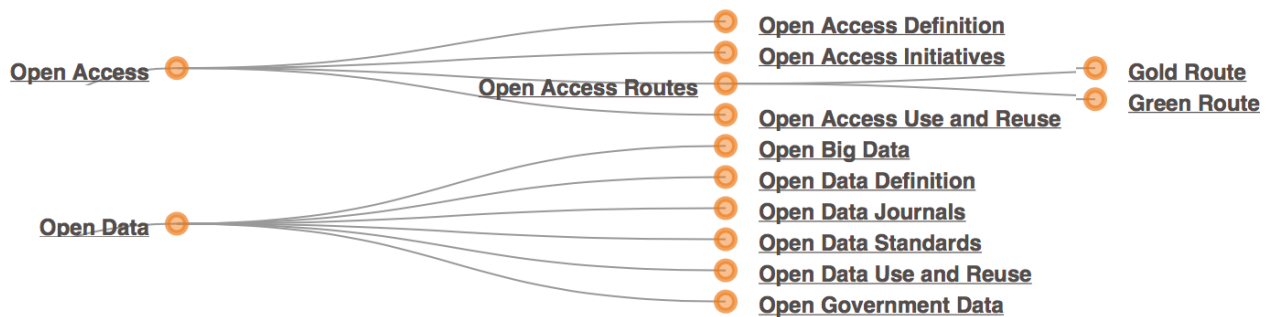 Open Access
Open Access Definition
Open Access Initiatives
Open Access Routes
Gold Route
Green Route
Open Access Use and Reuse
Open Data
Open Big Data
Open Data Definition
Open Data Journals
Open Data Standards
Open Data Use and Reuse
Open Government Data